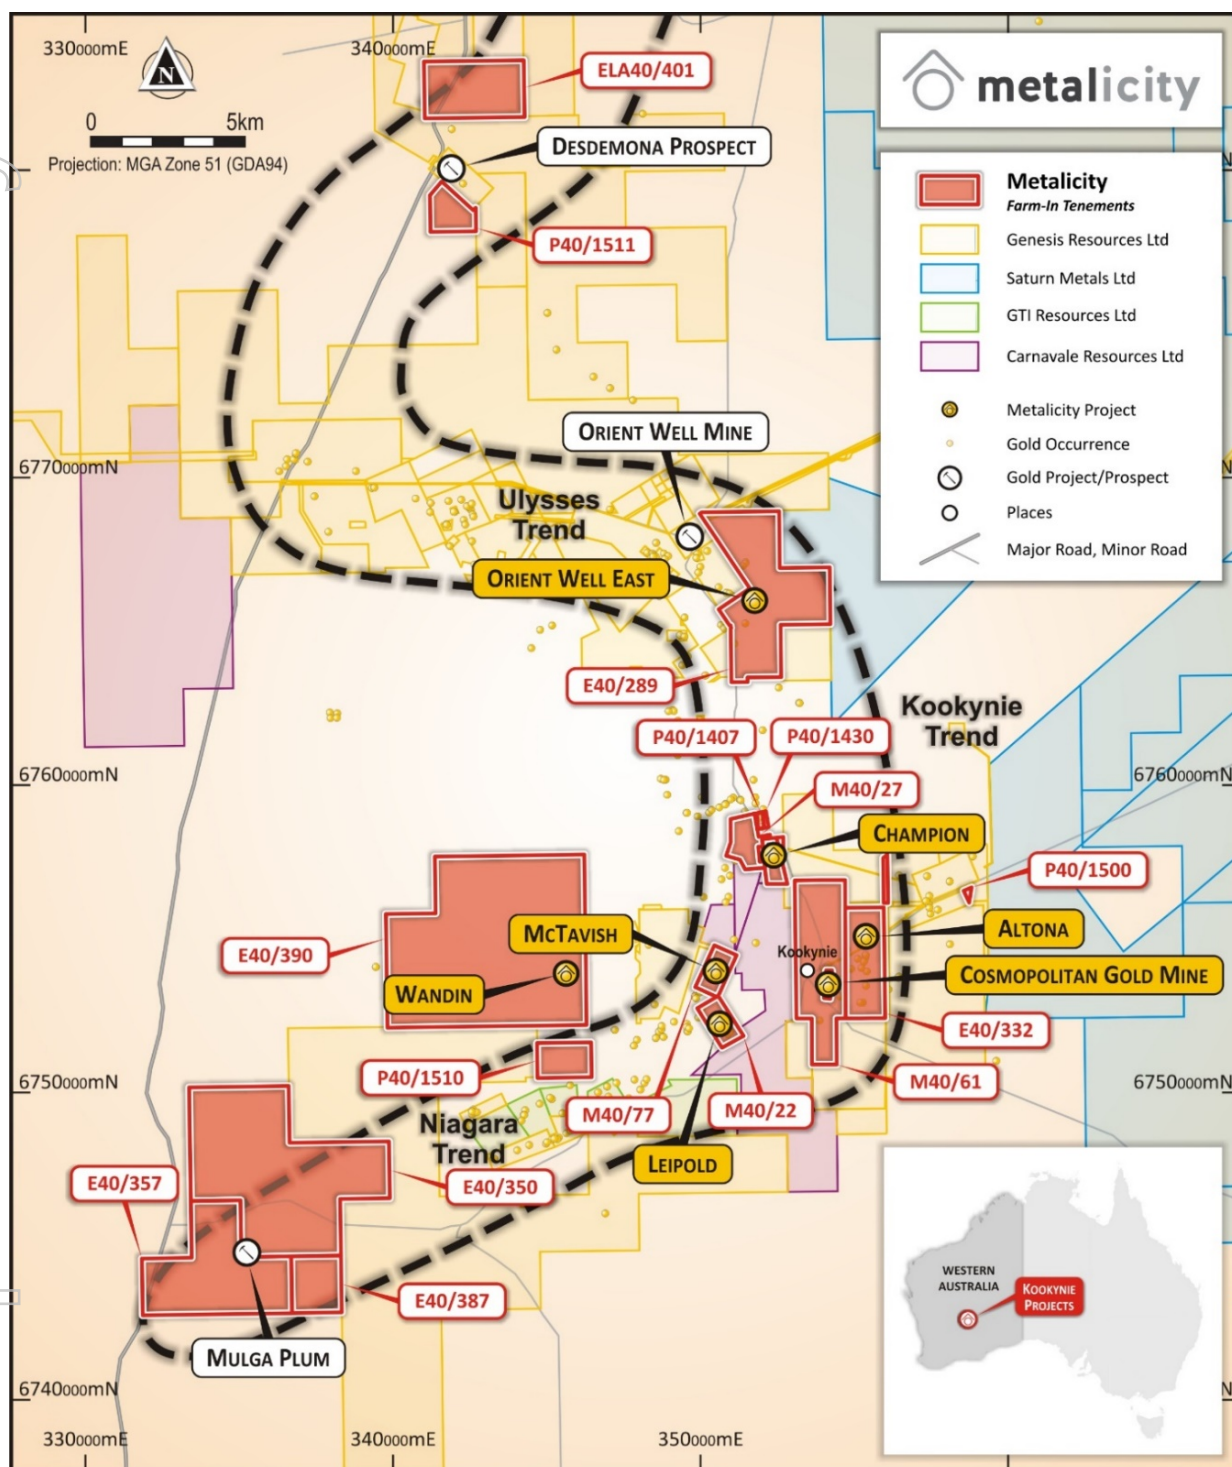 330000mE
340000mE
N
0
5km
Projection: MGA Zone 51 (GDA94)
ELA40/401
DESDEMONA PROSPECT
P40/1511
metalicity
Metalicity
Farm-In Tenements
Genesis Resources Ltd
Saturn Metals Ltd
GTI Resources Ltd
Carnavale Resources Ltd
Metalicity Project
Gold Occurrence
Gold Project/Prospect
Places
Major Road, Minor Road
ORIENT WELL MINE
6770000mN
Ulysses
Trend
ORIENT WELL EAST
E40/289
Kookynie
Trend
P40/1407
P40/1430
6760000mN
6760000mN
M40/27
CHAMPION
P40/1500
MCTAVISH
ALTONA
E40/390
Kookynie
WANDIN
COSMOPOLITAN GOLD MINE
E40/332
P40/1510
M40/61
6750000mN
6750000mN
M40/77
M40/22
Niagara
Trend
LEIPOLD
E40/357
E40/350
E40/387
MULGA PLUM
WESTERN
AUSTRALIA
KOOKYNIE
PROJECTS
6740000mN
330000mE
340000mE
350000mE